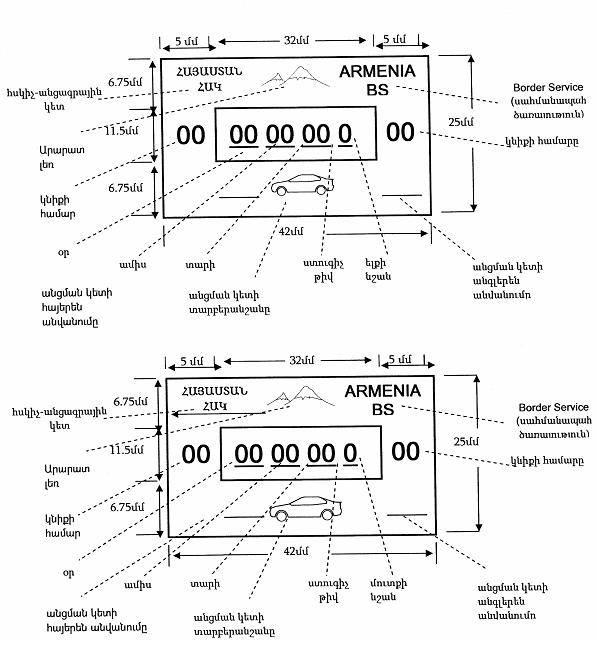 5 մմ 32մմ 5 մմ
ՀԱՅԱՍՏԱՆ ARMENIA
ՀԱԿ BS
6.75մմ
հսկիչ-անցագրային
կետ
Border Service
(սահմանապահ
ծառայություն)
11.5մմ
25մմ
00 00 00 00 0 00
կնիքի համարը
Արարատ
լեռ
6.75մմ
կնիքի
համար
42մմ
օր
ամիս
տարի
ստուգիչ
թիվ
ելքի
նշան
անցման կետի
անգլերեն
անվանումը
անցման կետի
հայերեն
անվանումը
անցման կետի
տարբերանշանը
5 մմ 32մմ 5 մմ
ՀԱՅԱՍՏԱՆ ARMENIA
ՀԱԿ BS
6.75մմ
հսկիչ-անցագրային
կետ
Border Service
(սահմանապահ
ծառայություն)
11.5մմ
25մմ
00 00 00 00 0 00
կնիքի համարը
Արարատ
լեռ
6.75մմ
կնիքի
համար
42մմ
օր
ամիս
տարի
ստուգիչ
թիվ
մուտքի
նշան
անցման կետի
անգլերեն
անվանումը
անցման կետի
հայերեն անվանումը
անցման կետի
տարբերանշանը